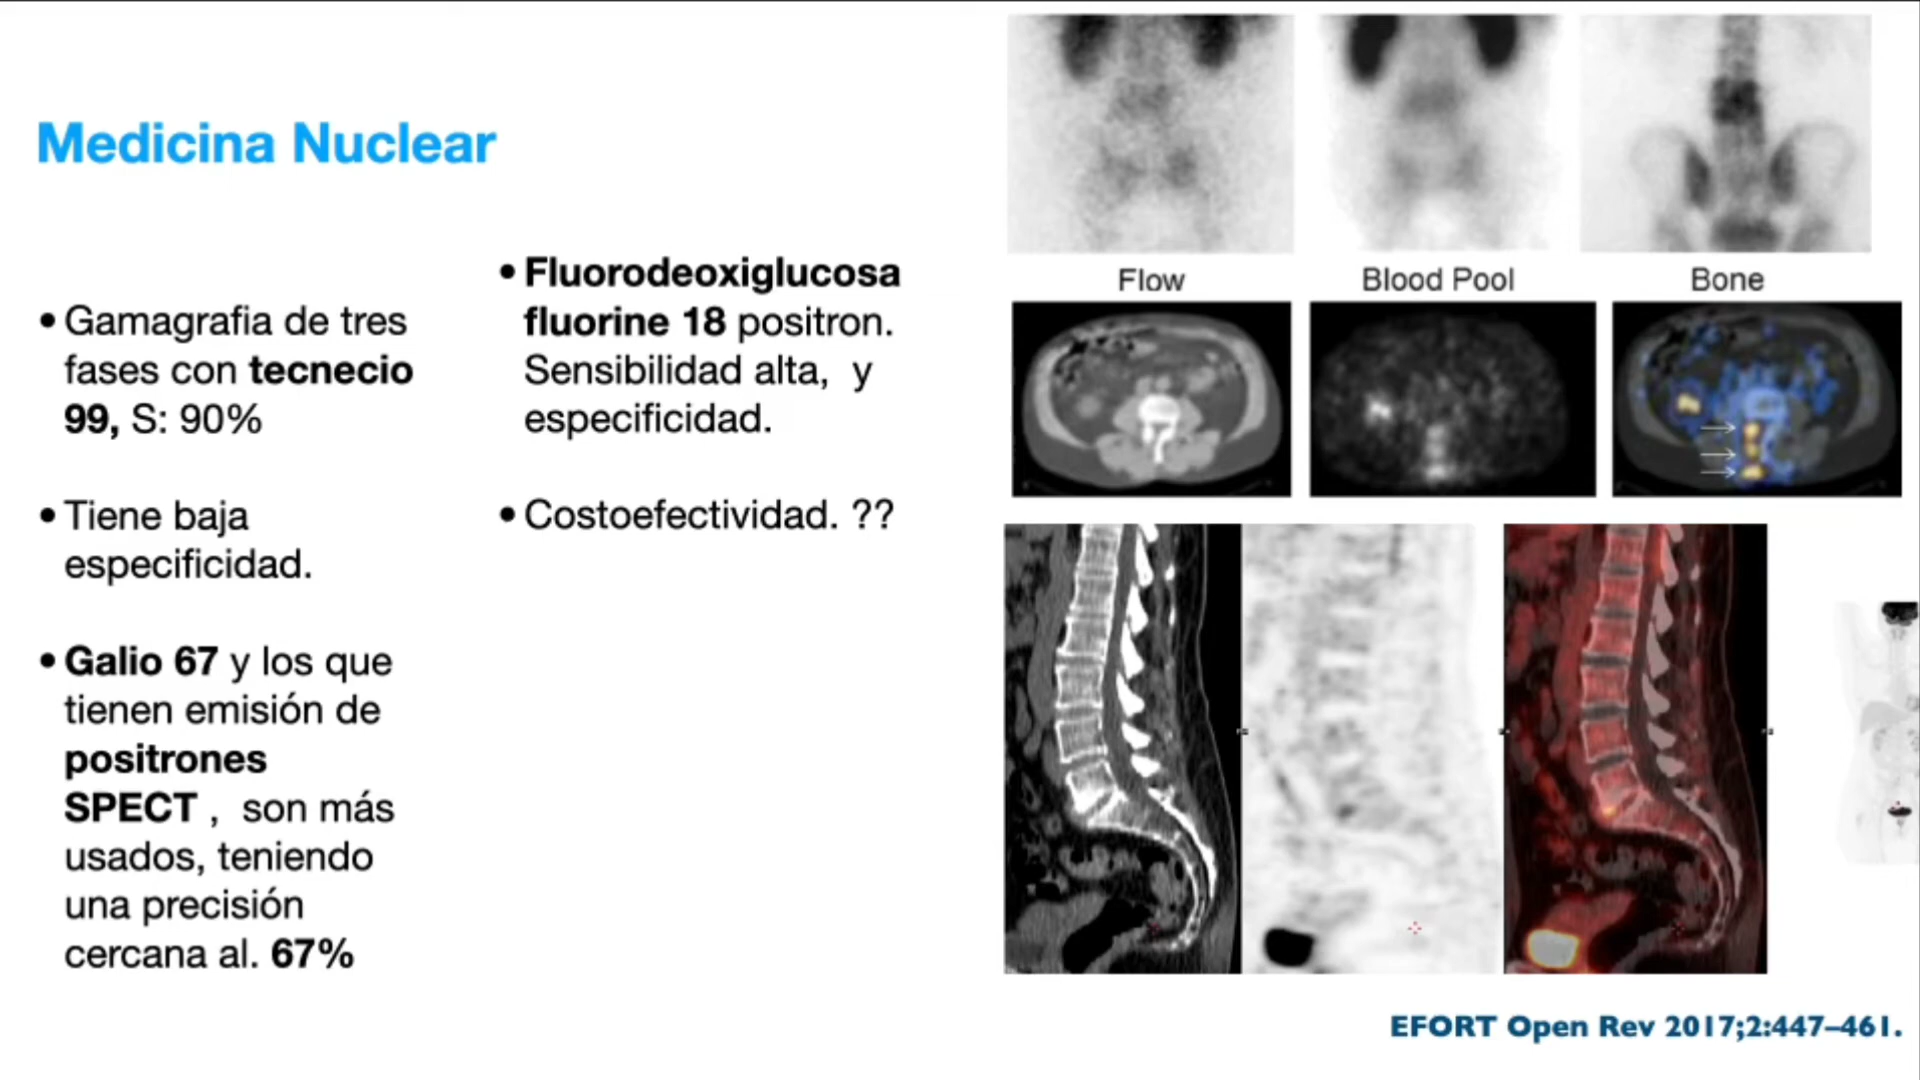 Medicina Nuclear
• Gamagrafia de tres
fases con tecnecio
99, S: 90%
• Tiene baja
especificidad.
• Galio 67 y los que
tienen emisión de
positrones
SPECT ,  son más
usados, teniendo
una precisión
cercana al. 67%
• Fluorodeoxiglucosa
fluorine 18 positron.
Sensibilidad alta,  y
especificidad.
• Costoefectividad. ??
Flow
Blood Pool
Bone
EFORT Open Rev 2017;2:447–461.